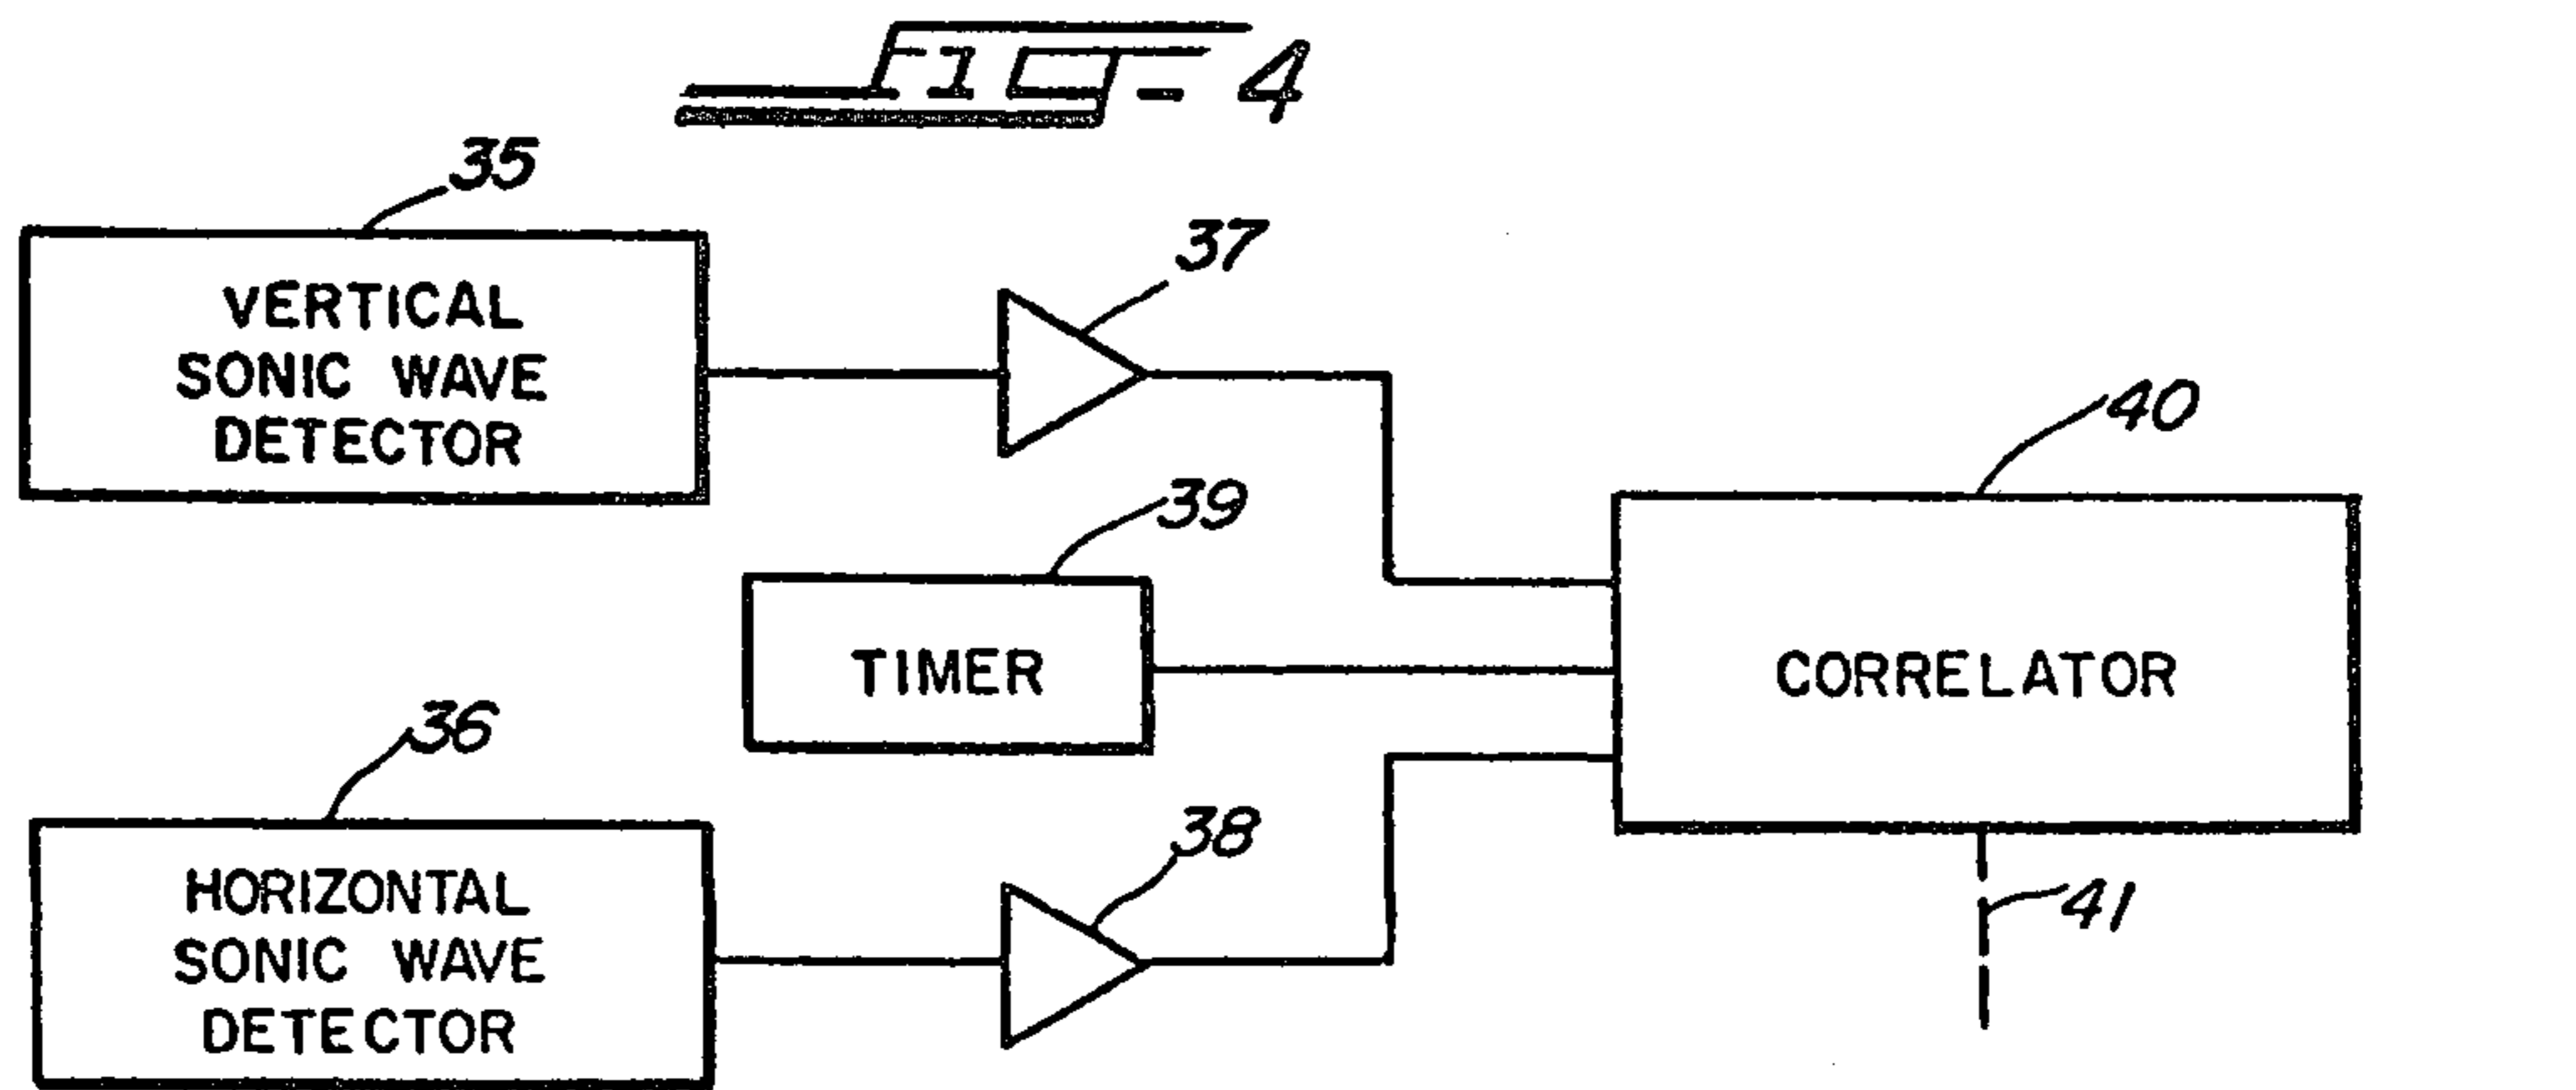 FIG-4
35
VERTICAL
SONIC WAVE
DETECTOR
37
39
TIMER
40
CORRELATOR
36
HORIZONTAL
SONIC WAVE
DETECTOR
38
41